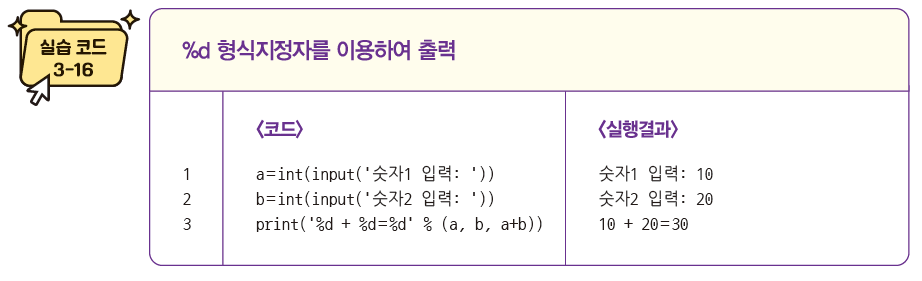 실습 코드
3-16
%d 형식지정자를 이용하여 출력
<코드>
1 a=int(input('숫자1 입력: '))
2 b=int(input('숫자2 입력: '))
3 print('%d + %d=%d' % (a, b, a+b))
<실행결과>
숫자1 입력: 10
숫자2 입력: 20
10 + 20=30